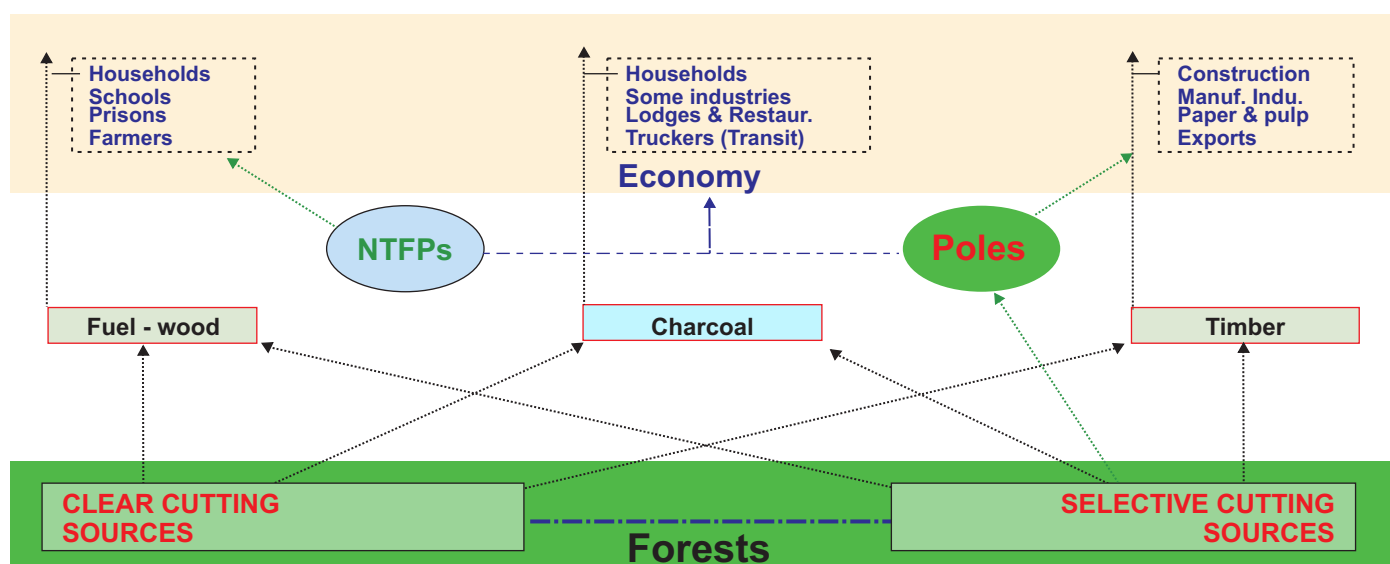 Households
Schools
Prisons
Farmers
Households
Some industries
Lodges & Restaur.
Truckers (Transit)
Construction
Manuf. Indu.
Paper & pulp
Exports
Economy
NTFPs
Poles
Fuel - wood
Charcoal
Timber
CLEAR CUTTING
SOURCES
SELECTIVE CUTTING
SOURCES
Forests